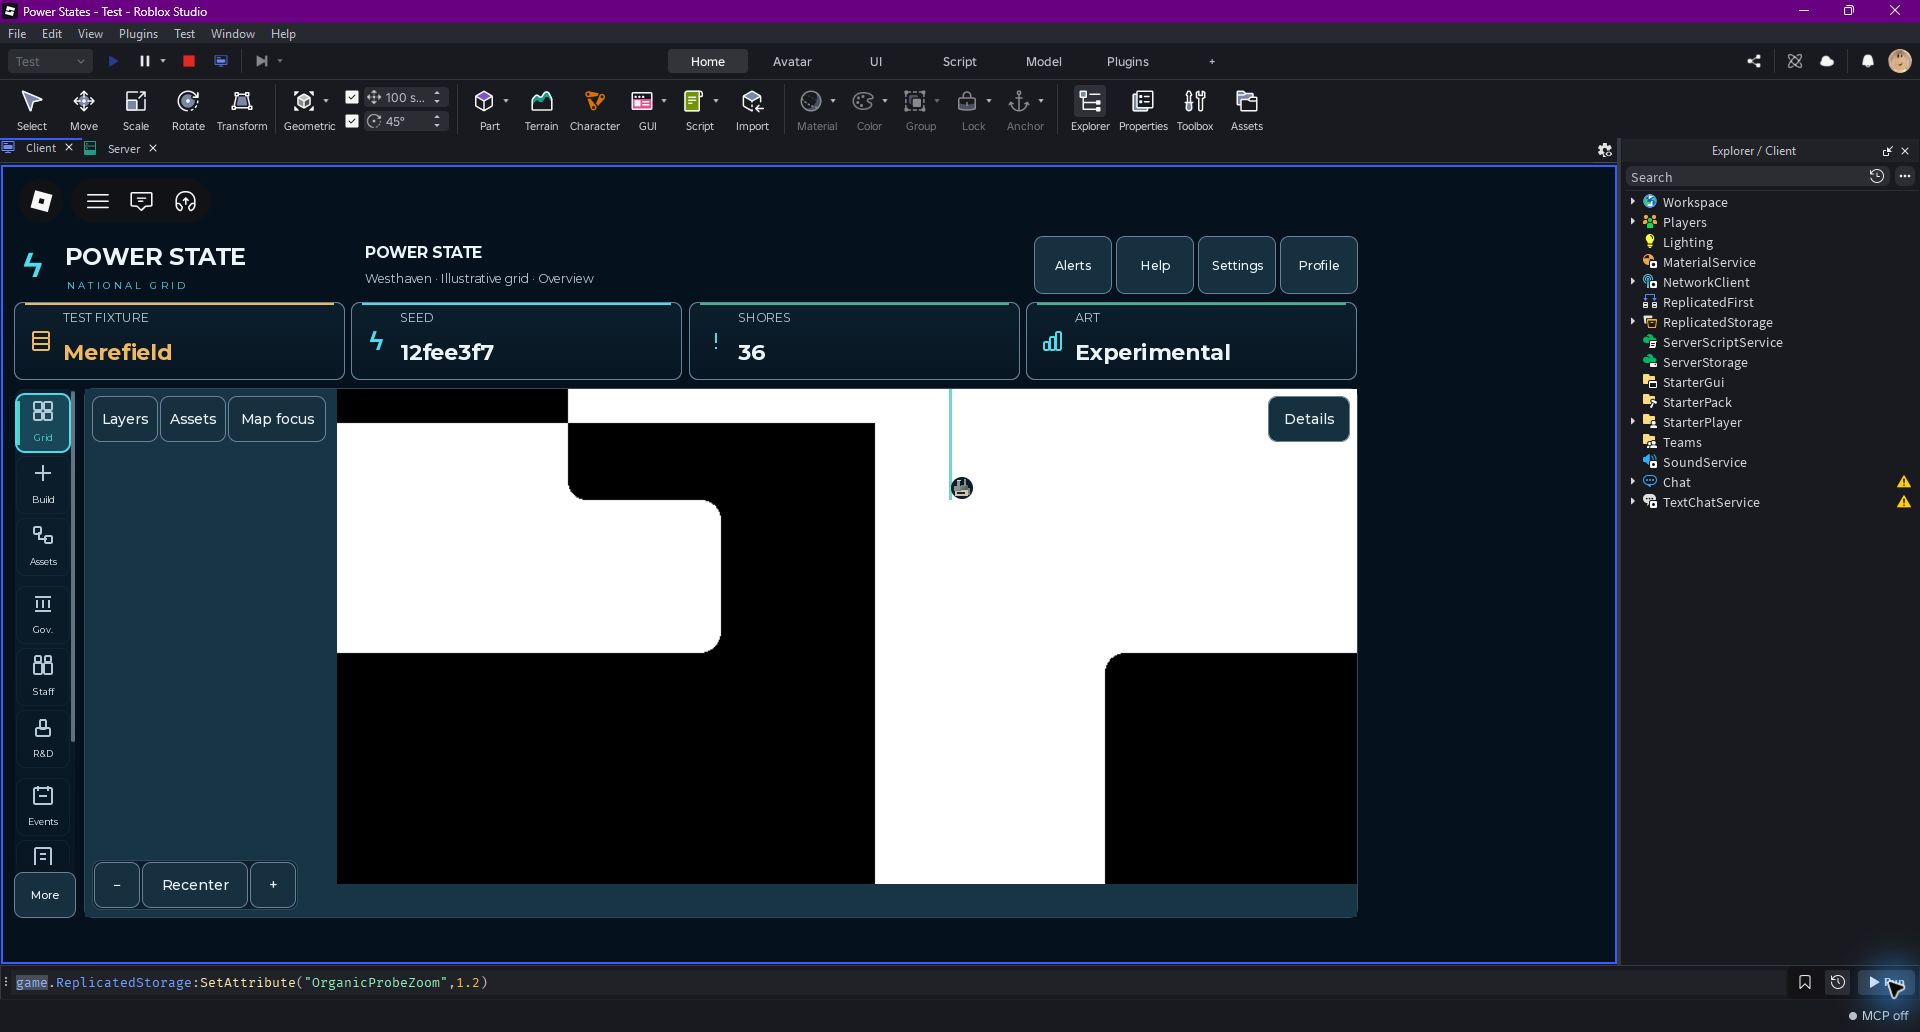 Power States - Test - Roblox Studio
File Edit View Plugins Test Window Help
Test
Home Avatar UI Script Model Plugins +
Select Move Scale Rotate Transform Geometric 100 s... 45° Part Terrain Character GUI Script Import Material Color Group Lock Anchor Explorer Properties Toolbox Assets
Client Server
Explorer / Client
Search
Workspace
Players
Lighting
MaterialService
NetworkClient
ReplicatedFirst
ReplicatedStorage
ServerScriptService
ServerStorage
StarterGui
StarterPack
StarterPlayer
Teams
SoundService
Chat
TextChatService
POWER STATE
NATIONAL GRID
POWER STATE
Westhaven · Illustrative grid · Overview
Alerts Help Settings Profile
TEST FIXTURE
Merefield
SEED
12fee3f7
SHORES
36
ART
Experimental
Grid
Build
Assets
Gov.
Staff
R&D
Events
More
Layers Assets Map focus
Details
− Recenter +
game.ReplicatedStorage:SetAttribute("OrganicProbeZoom",1.2)
MCP off